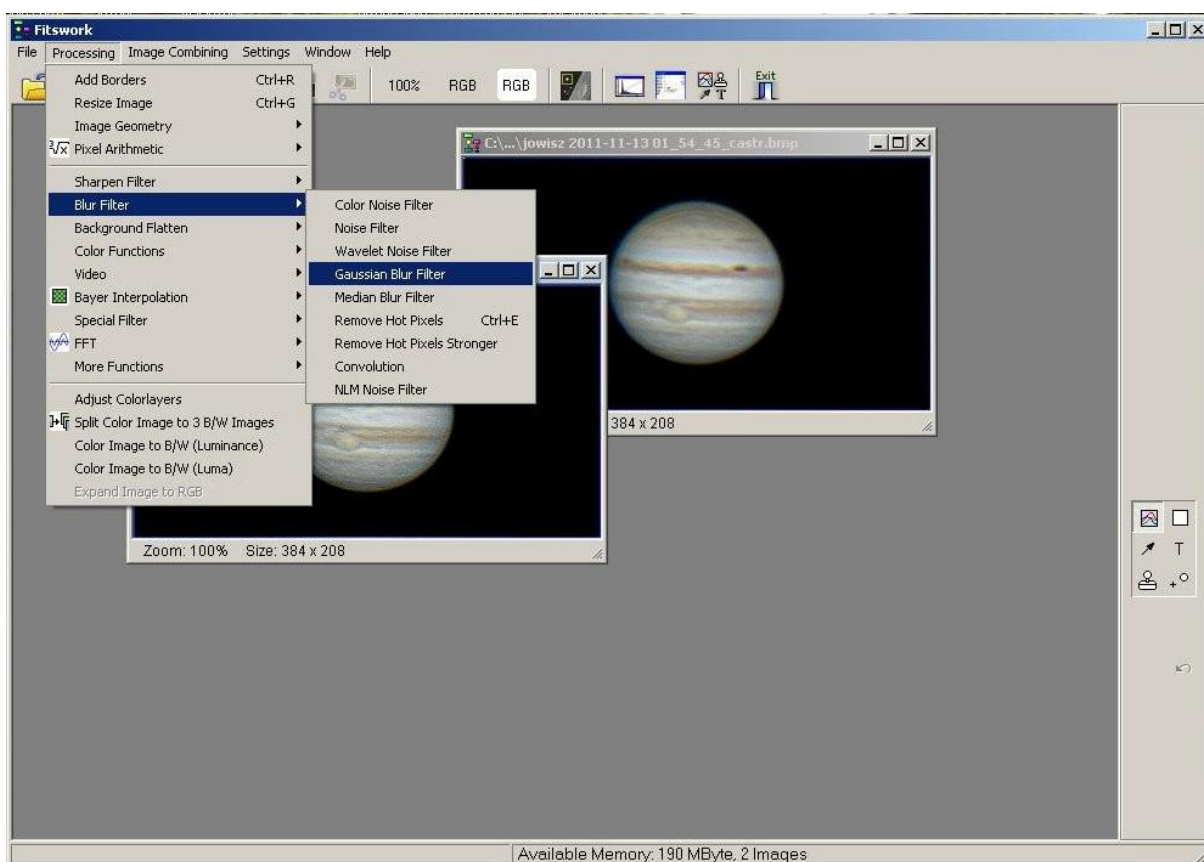 Fitswork
File Processing Image Combining Settings Window Help
100% RGB RGB Exit
T
Add Borders Ctrl+R
Resize Image Ctrl+G
Image Geometry
Pixel Arithmetic
Sharpen Filter
Blur Filter
Background Flatten
Color Functions
Video
Bayer Interpolation
Special Filter
FFT
More Functions
Adjust Colorlayers
Split Color Image to 3 B/W Images
Color Image to B/W (Luminance)
Color Image to B/W (Luma)
Expand Image to RGB
Color Noise Filter
Noise Filter
Wavelet Noise Filter
Gaussian Blur Filter
Median Blur Filter
Remove Hot Pixels Ctrl+E
Remove Hot Pixels Stronger
Convolution
NLM Noise Filter
C:\...\jowisz 2011-11-13 01_54_45_castr.bmp
384 x 208
Zoom: 100% Size: 384 x 208
T
Available Memory: 190 MByte, 2 Images